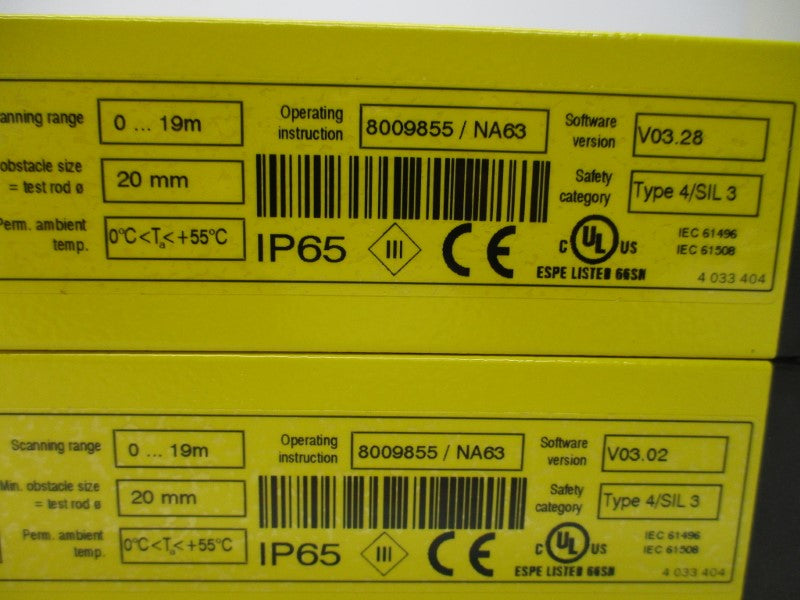 canning range 0 ... 19m Operating instruction 8009855 / NA63 Software version V03.28
obstacle size = test rod ø 20 mm Safety category Type 4/SIL 3
Perm. ambient temp. 0°C<Ta<+55°C IP65 III CE C UL US IEC 61496 IEC 61508
ESPE LISTED 66SN 4 033 404
Scanning range 0 ... 19m Operating instruction 8009855 / NA63 Software version V03.02
Min. obstacle size = test rod ø 20 mm Safety category Type 4/SIL 3
Perm. ambient temp. 0°C<Ta<+55°C IP65 III CE C UL US IEC 61496 IEC 61508
ESPE LISTED 66SN 4 033 404